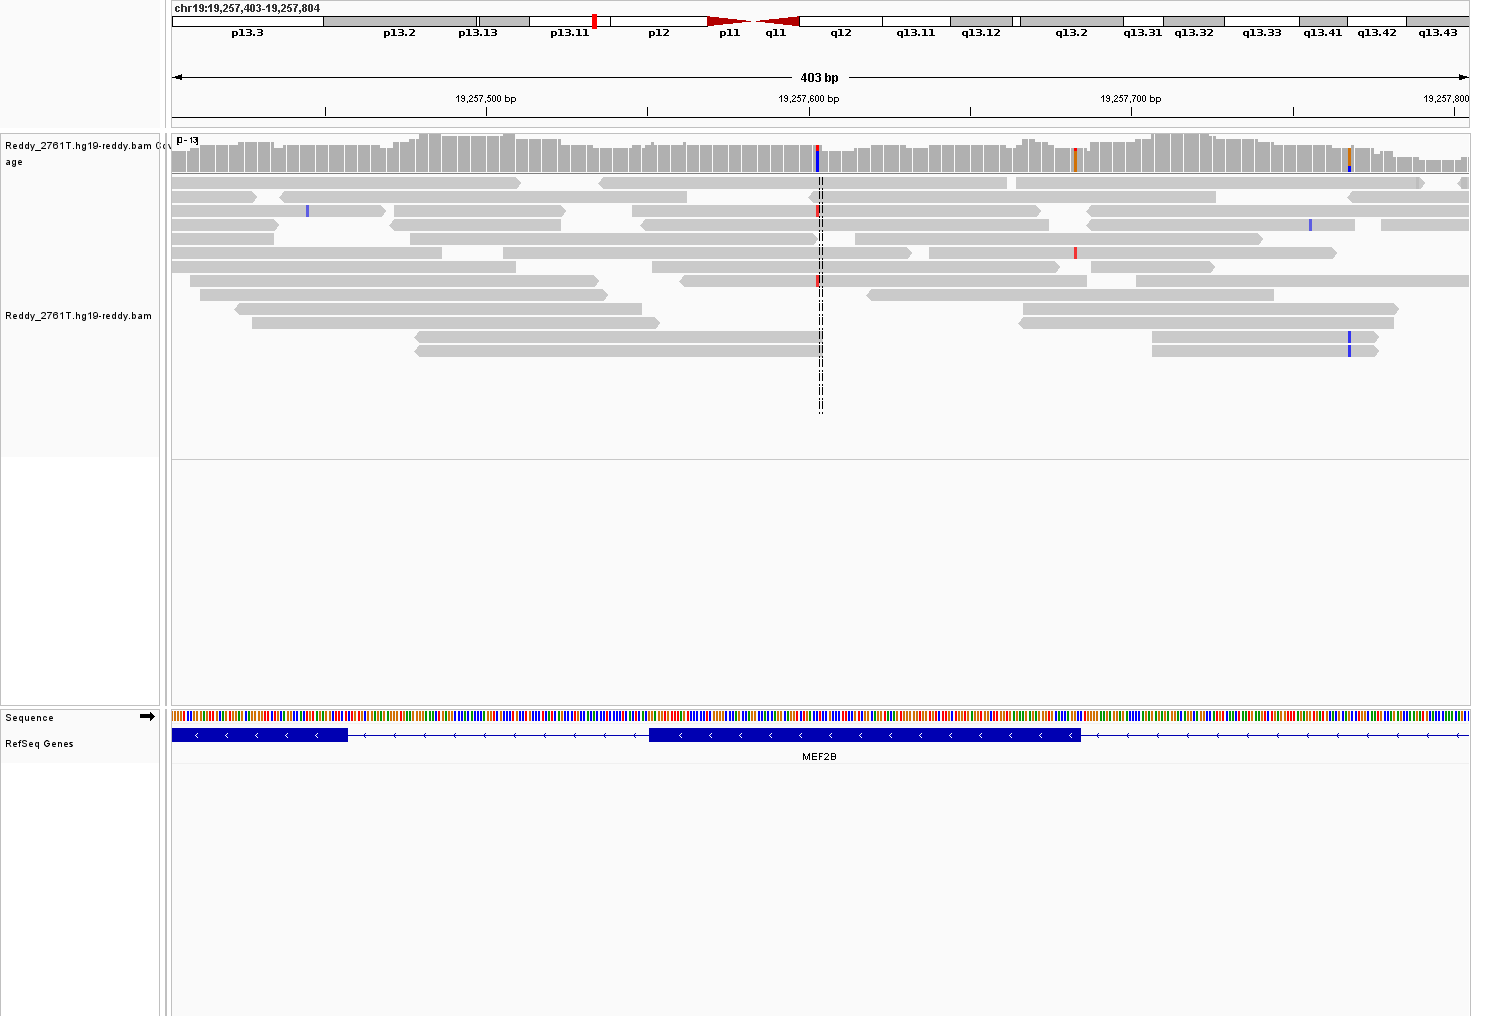 chr19:19,257,403-19,257,804
p13.3 p13.2 p13.13 p13.11 p12 p11 q11 q12 q13.11 q13.12 q13.2 q13.31 q13.32 q13.33 q13.41 q13.42 q13.43
403 bp
19,257,500 bp 19,257,600 bp 19,257,700 bp 19,257,800
Reddy_2761T.hg19-reddy.bam Cov
age
[0 - 13]
Reddy_2761T.hg19-reddy.bam
Sequence
RefSeq Genes
MEF2B